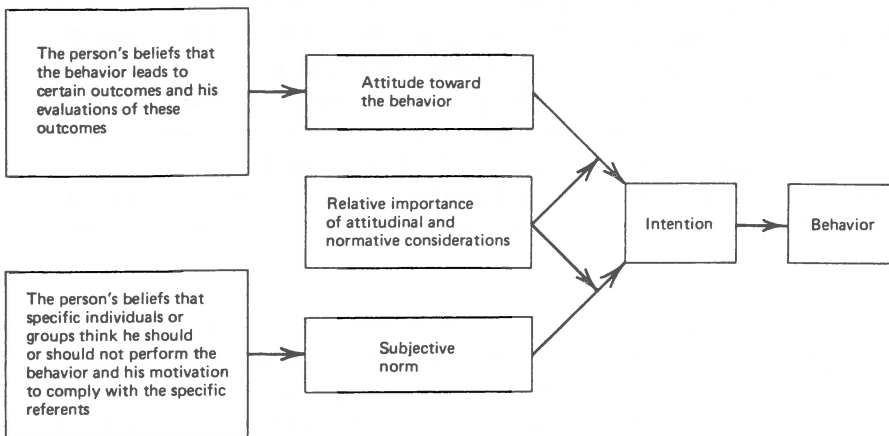 The person's beliefs that
the behavior leads to
certain outcomes and his
evaluations of these
outcomes
Attitude toward
the behavior
Relative importance
of attitudinal and
normative considerations
Intention
Behavior
The person's beliefs that
specific individuals or
groups think he should
or should not perform the
behavior and his motivation
to comply with the specific
referents
Subjective
norm